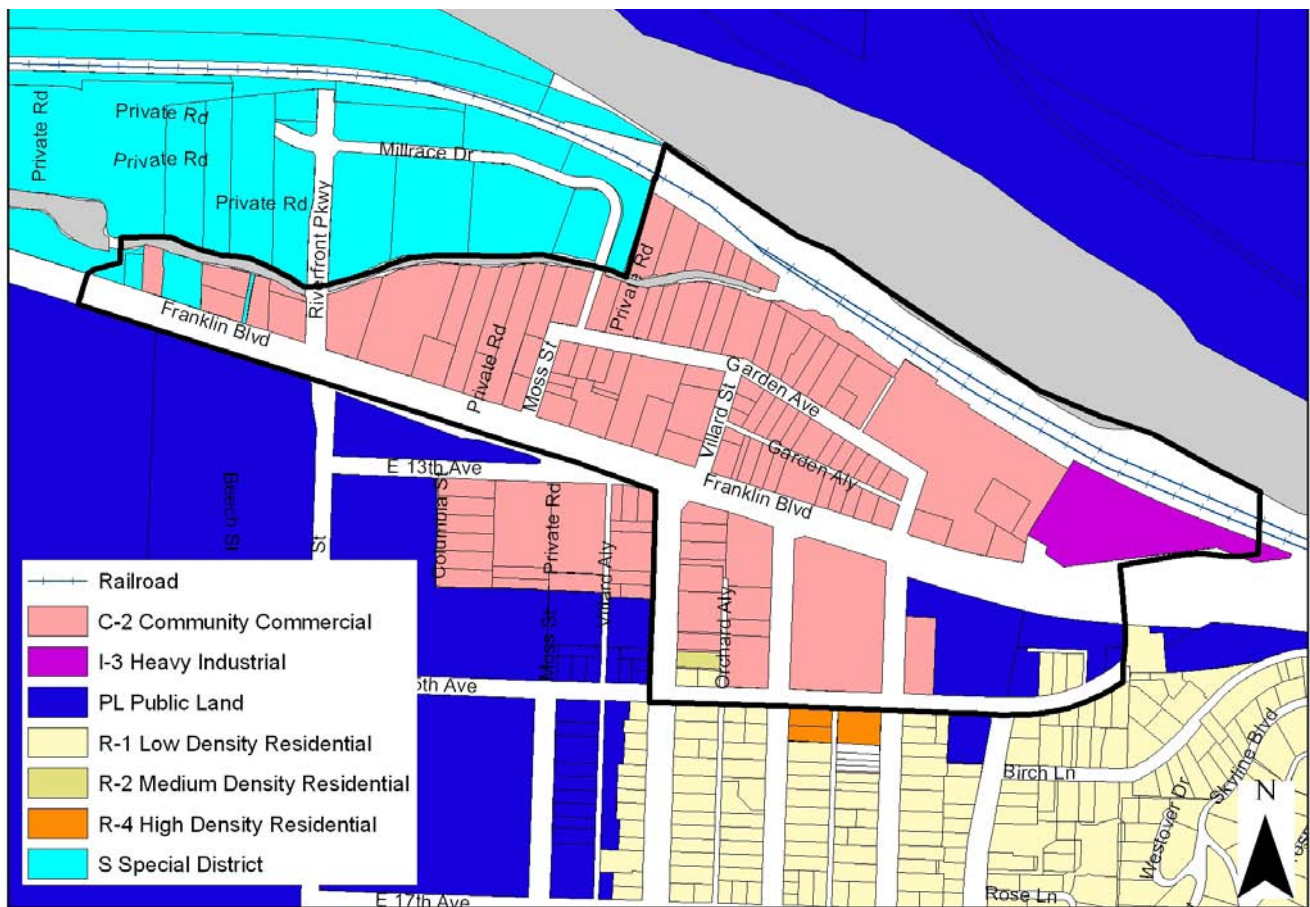 Private Rd
Private Rd
Private Rd
Private Rd
Millrace Dr
Riverfront Pkwy
Private Rd
Franklin Blvd
Private Rd
Moss St
Garden Ave
Villard St
Garden Aly
Franklin Blvd
E 13th Ave
Beech St
St
Columbia St
Private Rd
Villard Aly
Orchard Aly
Moss St
th Ave
Birch Ln
Skyline Blvd
Westover Dr
Rose Ln
E 17th Ave
Railroad
C-2 Community Commercial
I-3 Heavy Industrial
PL Public Land
R-1 Low Density Residential
R-2 Medium Density Residential
R-4 High Density Residential
S Special District
N